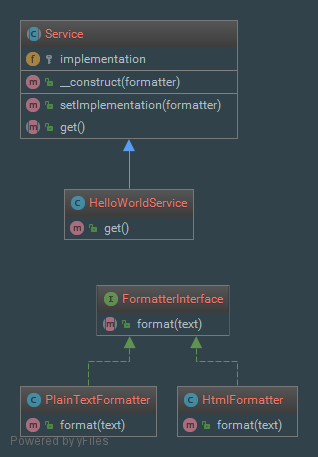 Service
implementation
__construct(formatter)
setImplementation(formatter)
get()
HelloWorldService
get()
FormatterInterface
format(text)
PlainTextFormatter
format(text)
HtmlFormatter
format(text)
Powered by yFiles